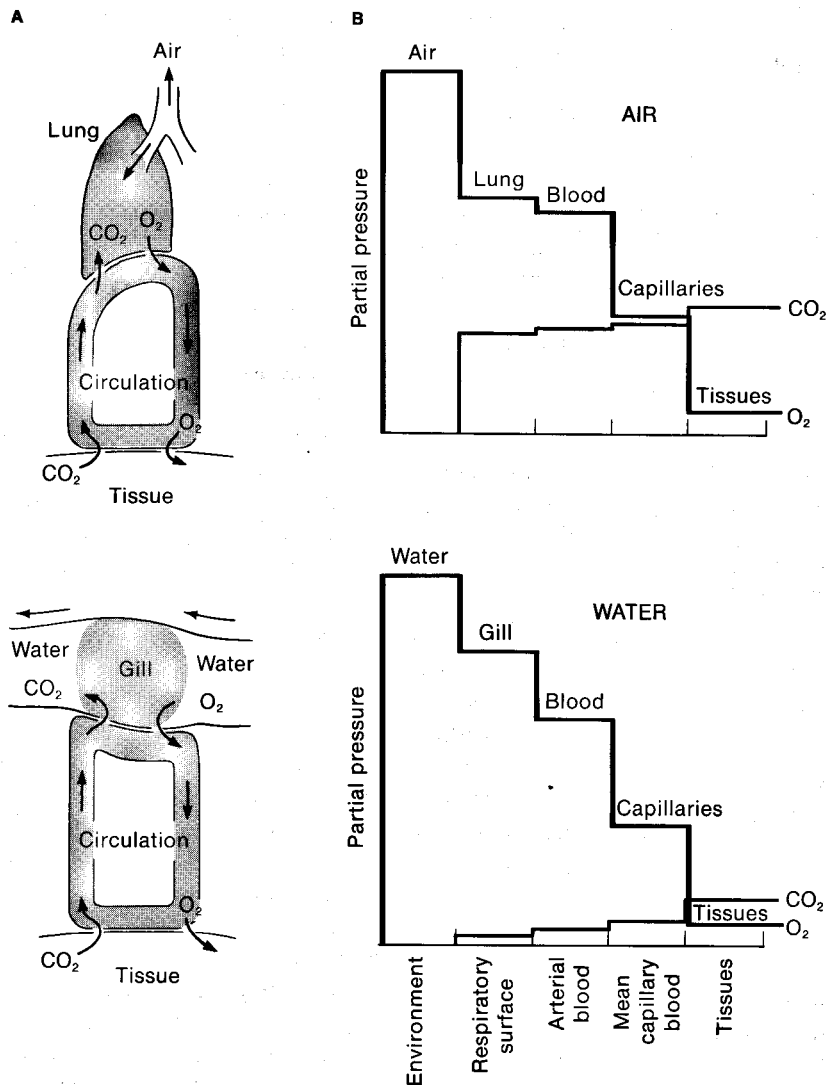 A
Air
Lung
CO₂
O₂
Circulation
O₂
CO₂
Tissue
B
Air
AIR
Lung
Blood
Capillaries
CO₂
Tissues
O₂
Partial pressure
Water
Gill
Water
CO₂
O₂
Circulation
O₂
CO₂
Tissue
Water
WATER
Gill
Blood
Capillaries
CO₂
Tissues
O₂
Partial pressure
Environment
Respiratory
surface
Arterial
blood
Mean
capillary
blood
Tissues